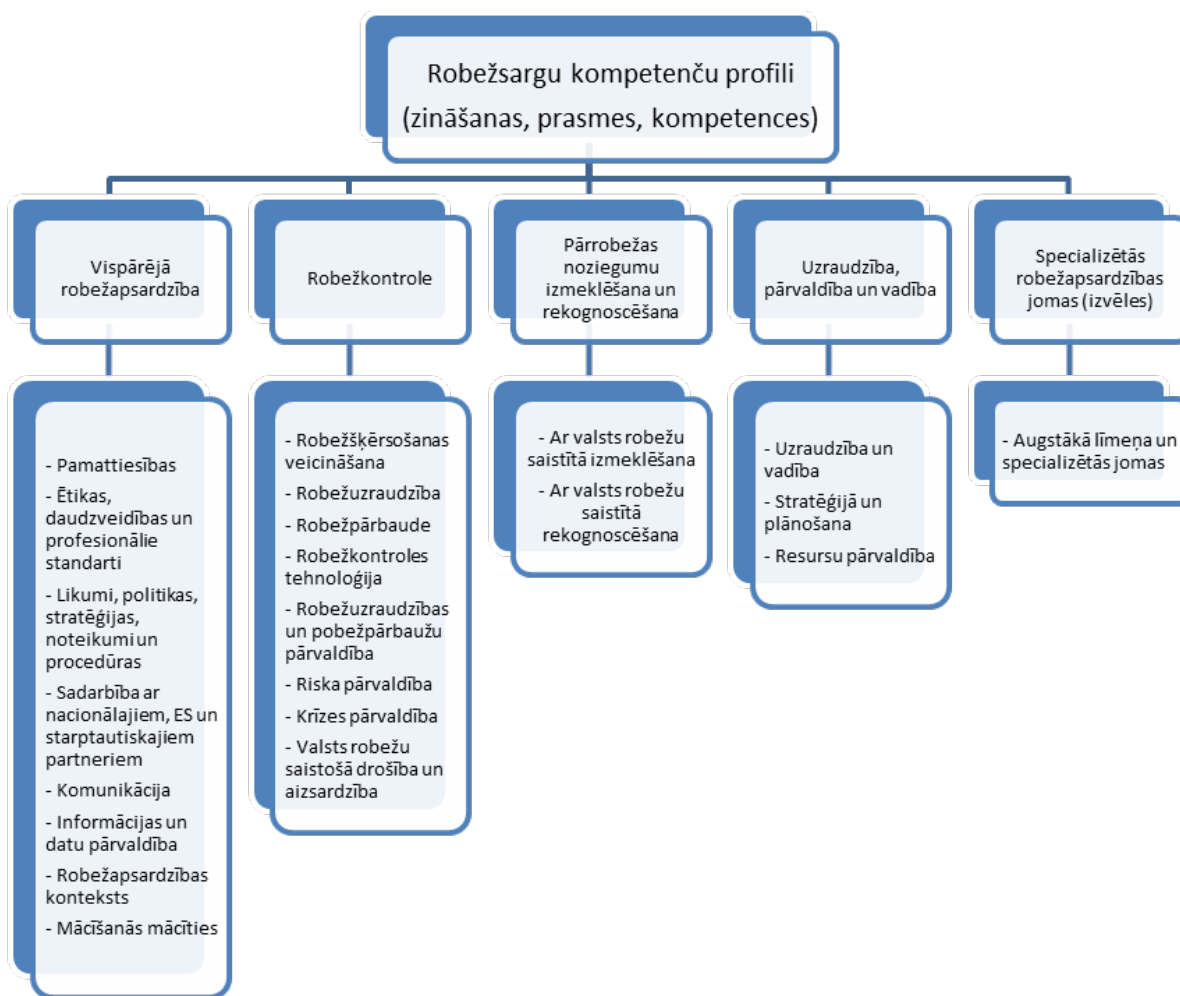 Robežsargu kompetenču profili
(zināšanas, prasmes, kompetences)
Vispārējā
robežapsardzība
Robežkontrole
Pārrobežas
noziegumu
izmeklēšana un
rekognoscēšana
Uzraudzība,
pārvaldība un vadība
Specializētās
robežapsardzības
jomas (izvēles)
- Pamattiesības
- Ētikas,
daudzveidības un
profesionālie
standarti
- Likumi, politikas,
stratēģijas,
noteikumi un
procedūras
- Sadarbība ar
nacionālajiem, ES un
starptautiskajiem
partneriem
- Komunikācija
- Informācijas un
datu pārvaldība
- Robežapsardzības
konteksts
- Mācīšanās mācīties
- Robežšķērsošanas
veicināšana
- Robežuzraudzība
- Robežpārbaude
- Robežkontroles
tehnoloģija
- Robežuzraudzības
un pobežpārbaužu
pārvaldība
- Riska pārvaldība
- Krīzes pārvaldība
- Valsts robežu
saistošā drošība un
aizsardzība
- Ar valsts robežu
saistītā izmeklēšana
- Ar valsts robežu
saistītā
rekognoscēšana
- Uzraudzība un
vadība
- Stratēģijā un
plānošana
- Resursu pārvaldība
- Augstākā līmeņa un
specializētās jomas